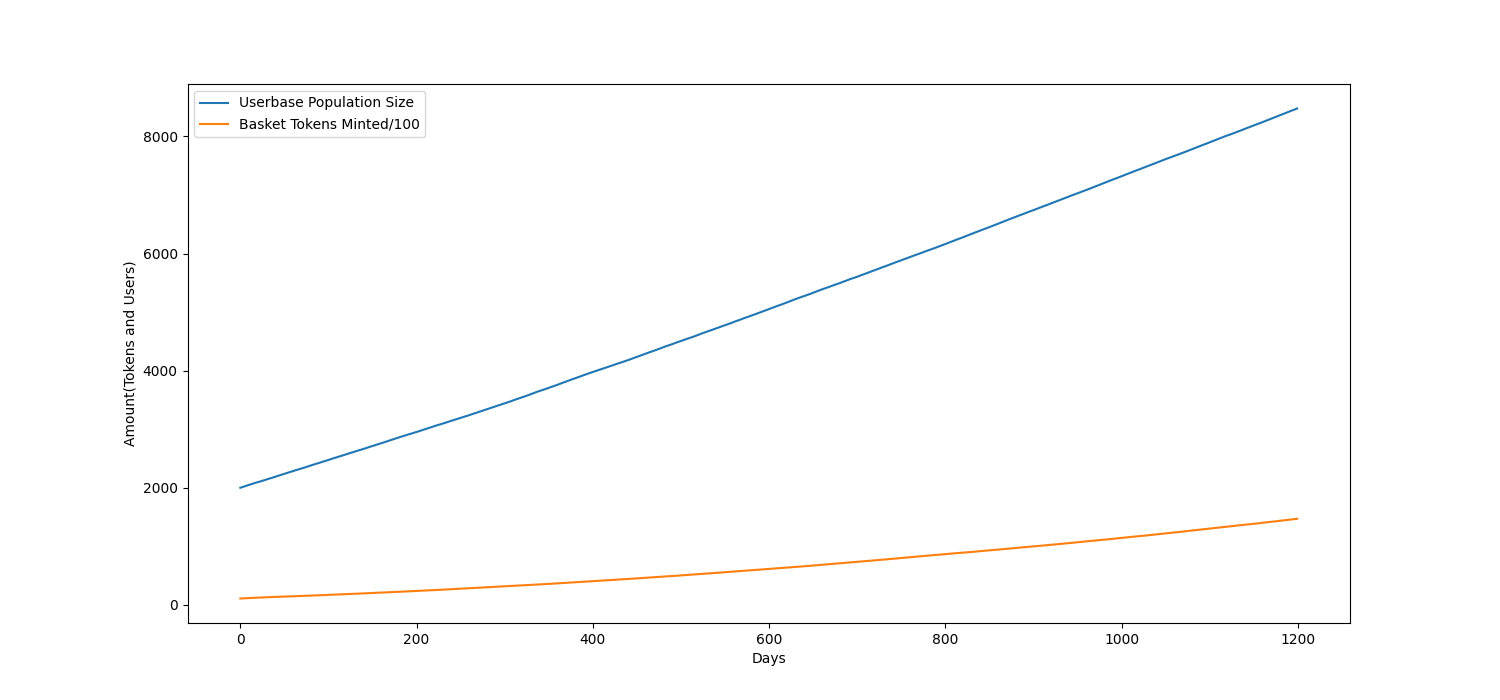 Userbase Population Size
Basket Tokens Minted/100
8000
6000
4000
2000
0
Amount(Tokens and Users)
0 200 400 600 800 1000 1200
Days